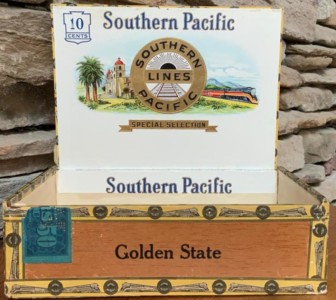 10
CENTS
Southern Pacific
SOUTHERN
LINES
PACIFIC
SPECIAL SELECTION
Southern Pacific
Golden State